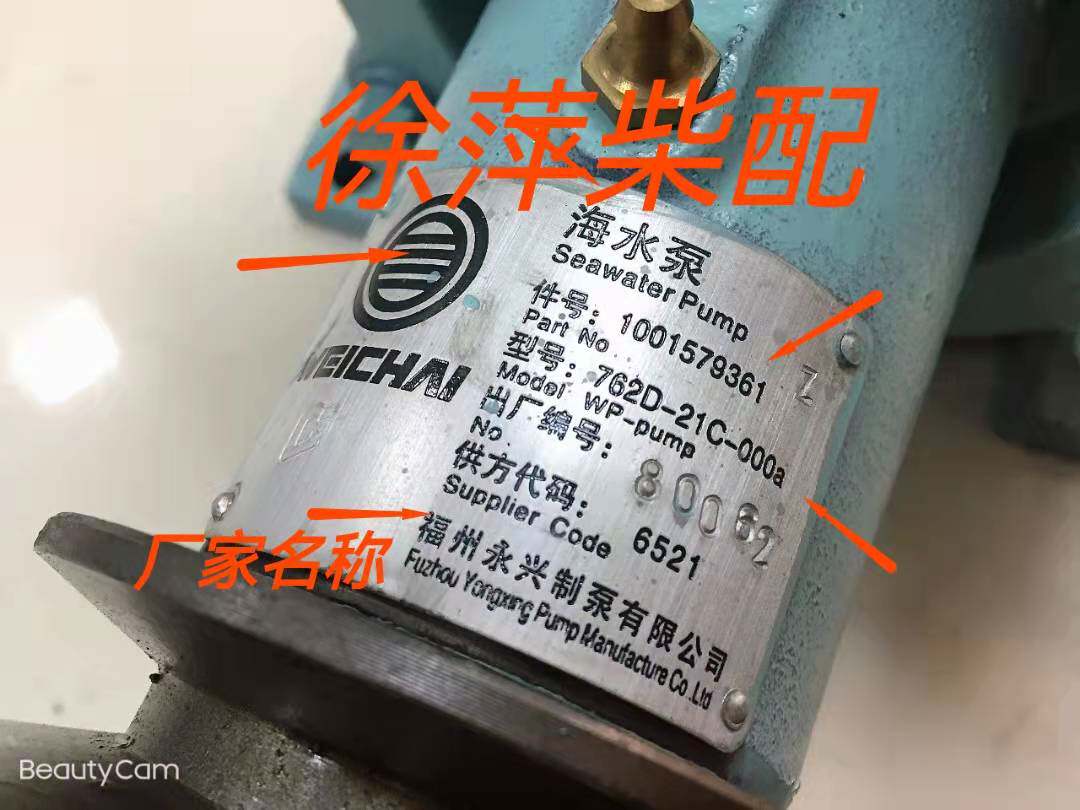 徐萍柴配
WEICHAI
海水泵
Seawater Pump
件号：1001579361 Z
Part No
型号：762D-21C-000a
Model WP-pump
出厂编号：80062
No
供方代码：
Supplier Code 6521
福州永兴制泵有限公司
Fuzhou Yongxing Pump Manufacture Co.Ltd
厂家名称
BeautyCam